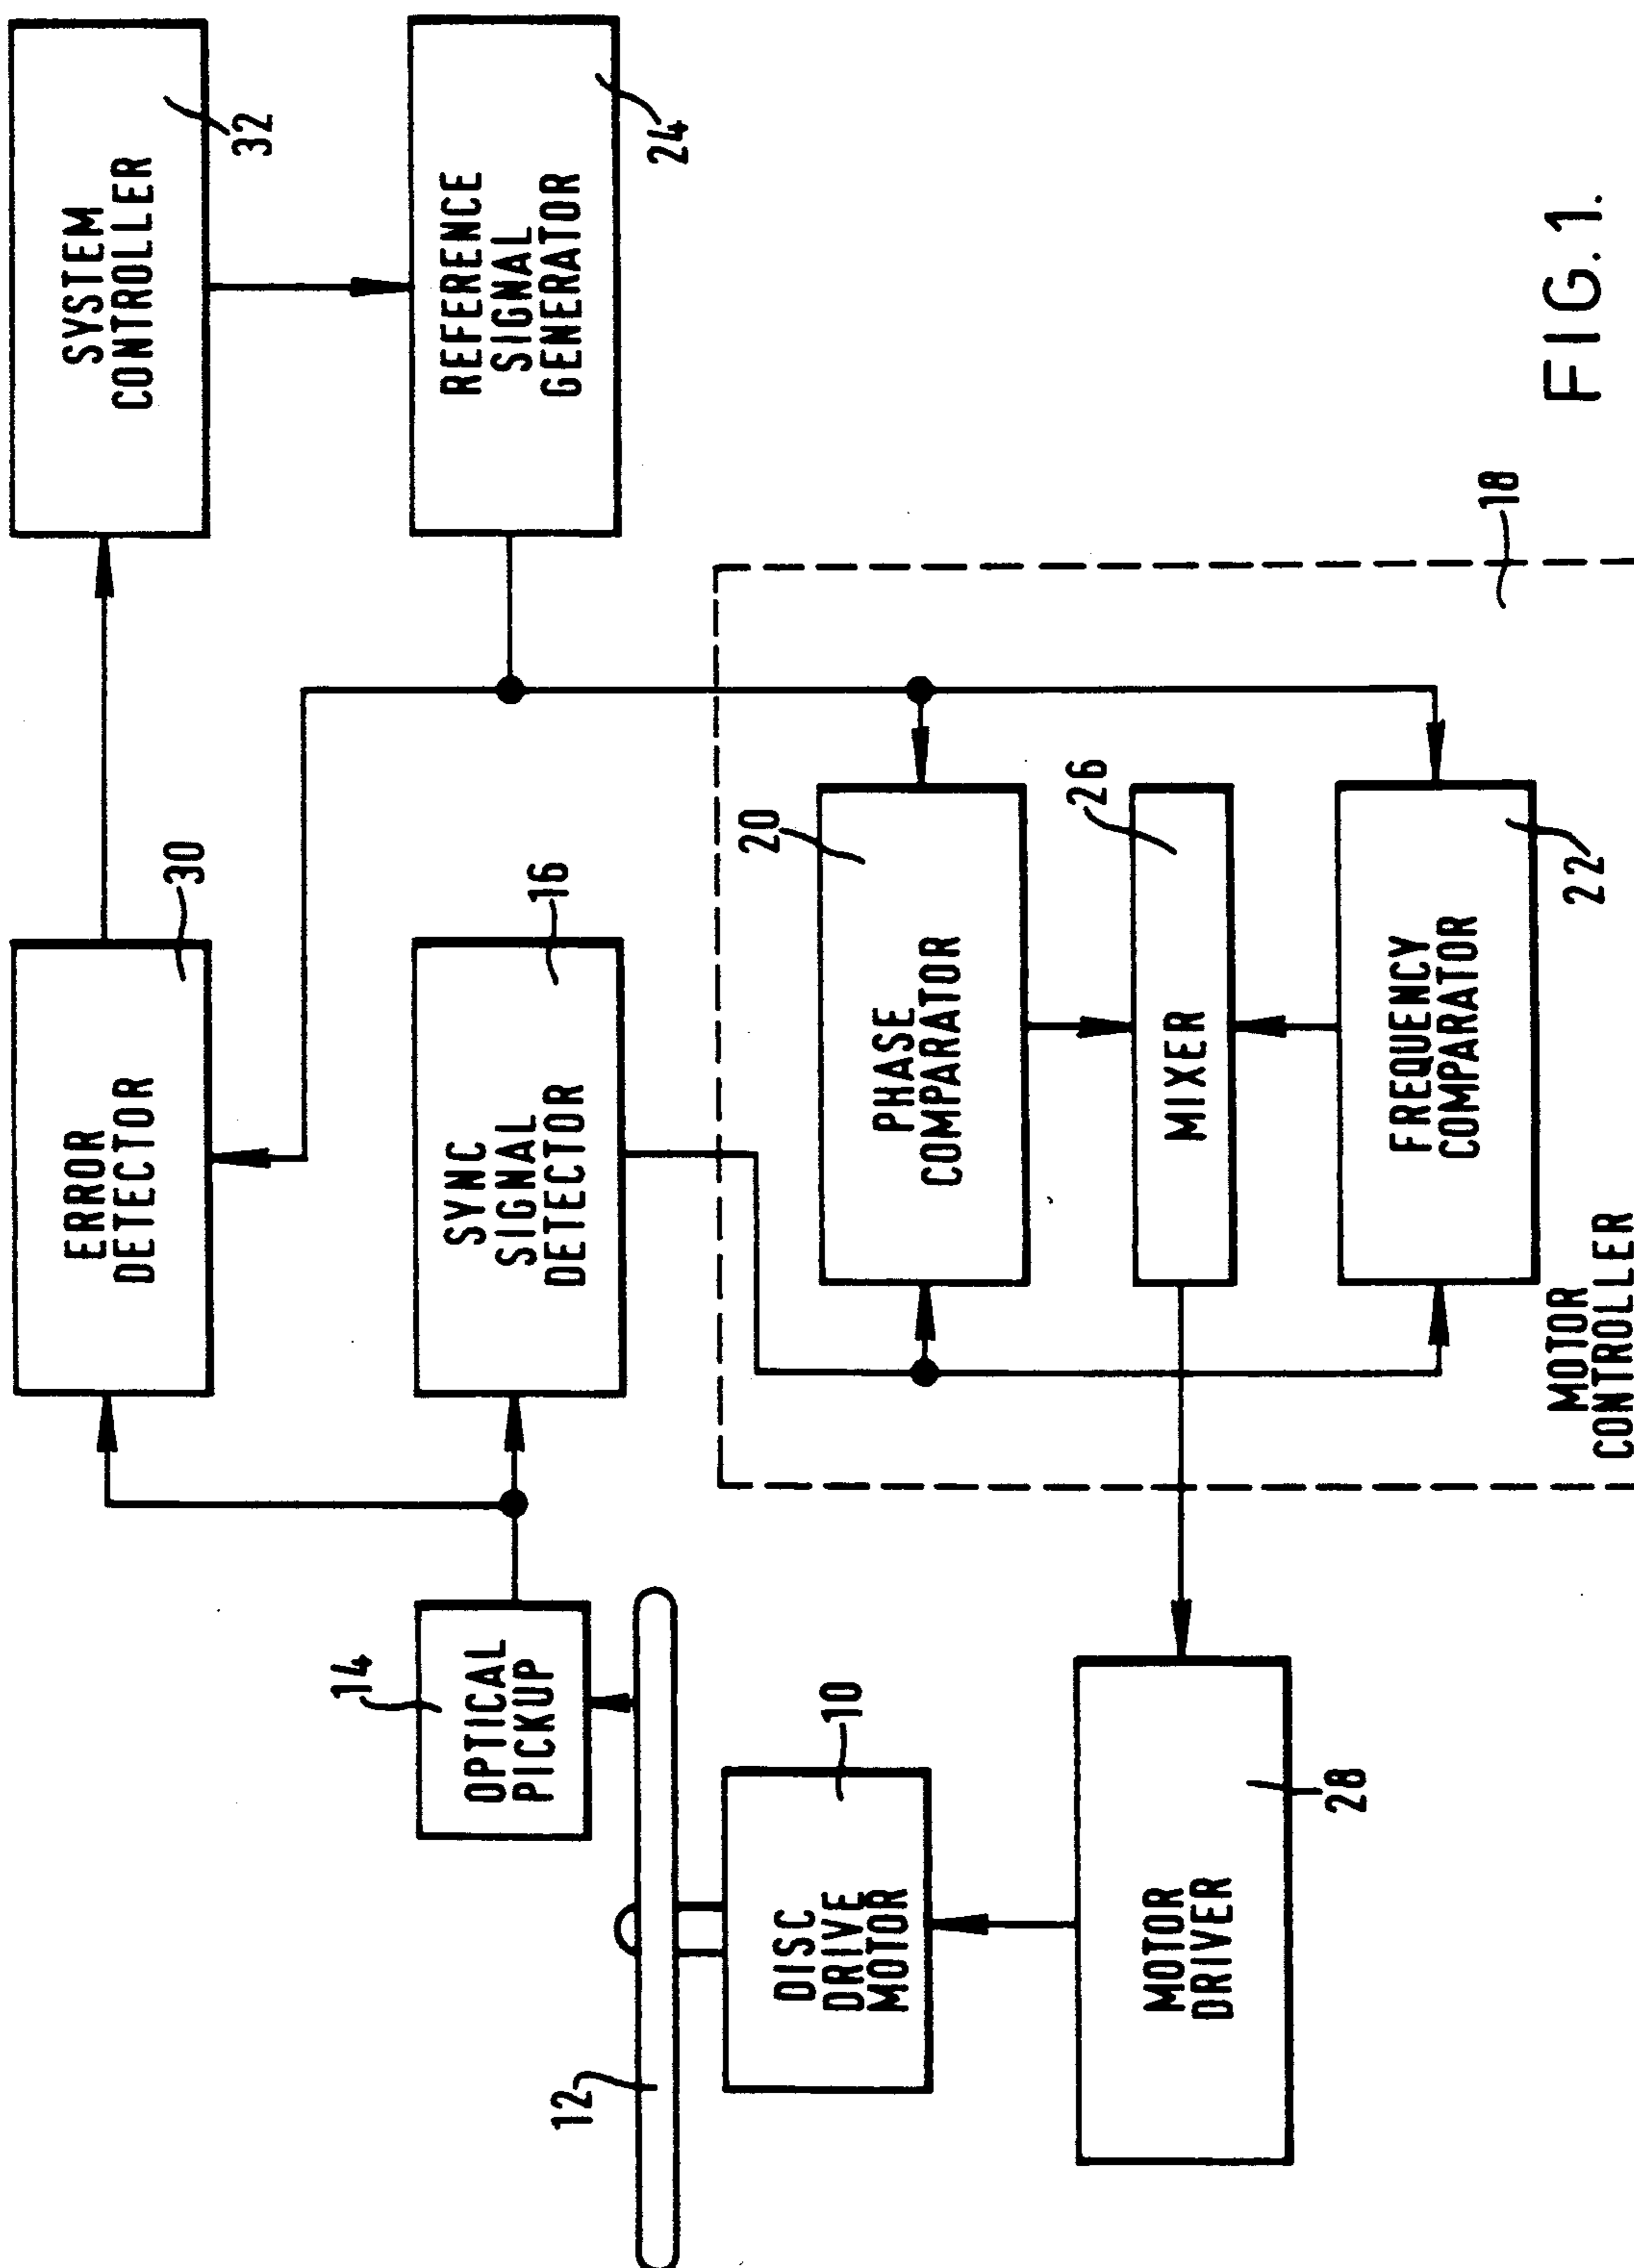 SYSTEM
CONTROLLER
32
REFERENCE
SIGNAL
GENERATOR
24
ERROR
DETECTOR
30
SYNC
SIGNAL
DETECTOR
16
OPTICAL
PICKUP
14
12
DISC
DRIVE
MOTOR
10
MOTOR
DRIVER
28
PHASE
COMPARATOR
20
MIXER
26
FREQUENCY
COMPARATOR
22
MOTOR
CONTROLLER
18
FIG.1.